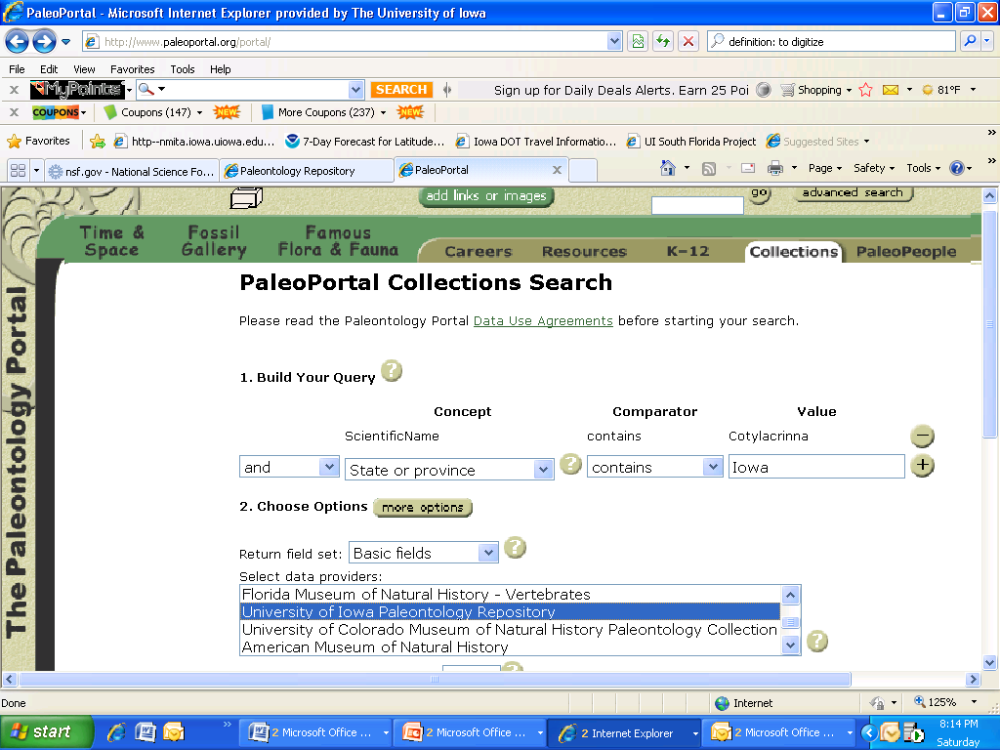 PaleoPortal - Microsoft Internet Explorer provided by The University of Iowa
http://www.paleoportal.org/portal/
definition: to digitize
File Edit View Favorites Tools Help
x MyPoints SEARCH Sign up for Daily Deals Alerts. Earn 25 Poi Shopping 81°F
x COUPONS Coupons (147) NEW More Coupons (237) NEW
Favorites http--nmita.iowa.uiowa.edu... 7-Day Forecast for Latitude... Iowa DOT Travel Informatio... UI South Florida Project Suggested Sites
nsf.gov - National Science Fo... Paleontology Repository PaleoPortal Page Safety Tools
add links or images go advanced search
Time & Space
Fossil Gallery
Famous Flora & Fauna
Careers Resources K-12 Collections PaleoPeople
The Paleontology Portal
PaleoPortal Collections Search
Please read the Paleontology Portal Data Use Agreements before starting your search.
1. Build Your Query ?
Concept Comparator Value
ScientificName contains Cotylacrinna
and State or province ? contains Iowa
2. Choose Options more options
Return field set: Basic fields ?
Select data providers:
Florida Museum of Natural History - Vertebrates
University of Iowa Paleontology Repository
University of Colorado Museum of Natural History Paleontology Collection
American Museum of Natural History ?
Done Internet 125%
start 2 Microsoft Office ... 2 Microsoft Office ... 2 Internet Explorer 2 Microsoft Office ... 8:14 PM
Saturday